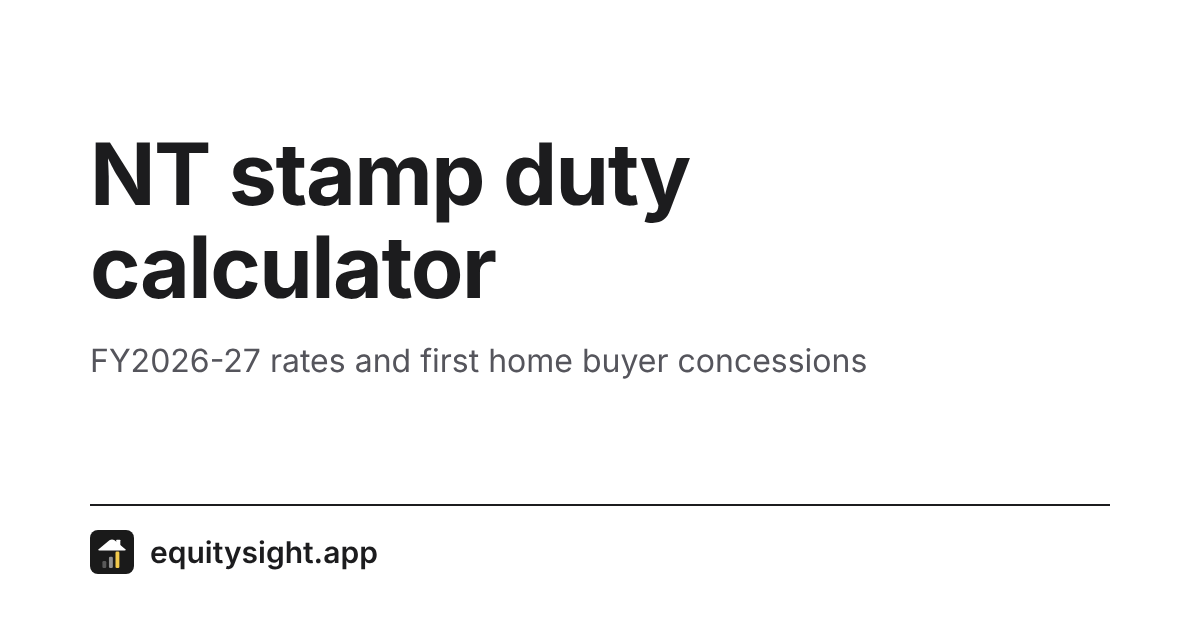 NT stamp duty
calculator
FY2026-27 rates and first home buyer concessions
equitysight.app